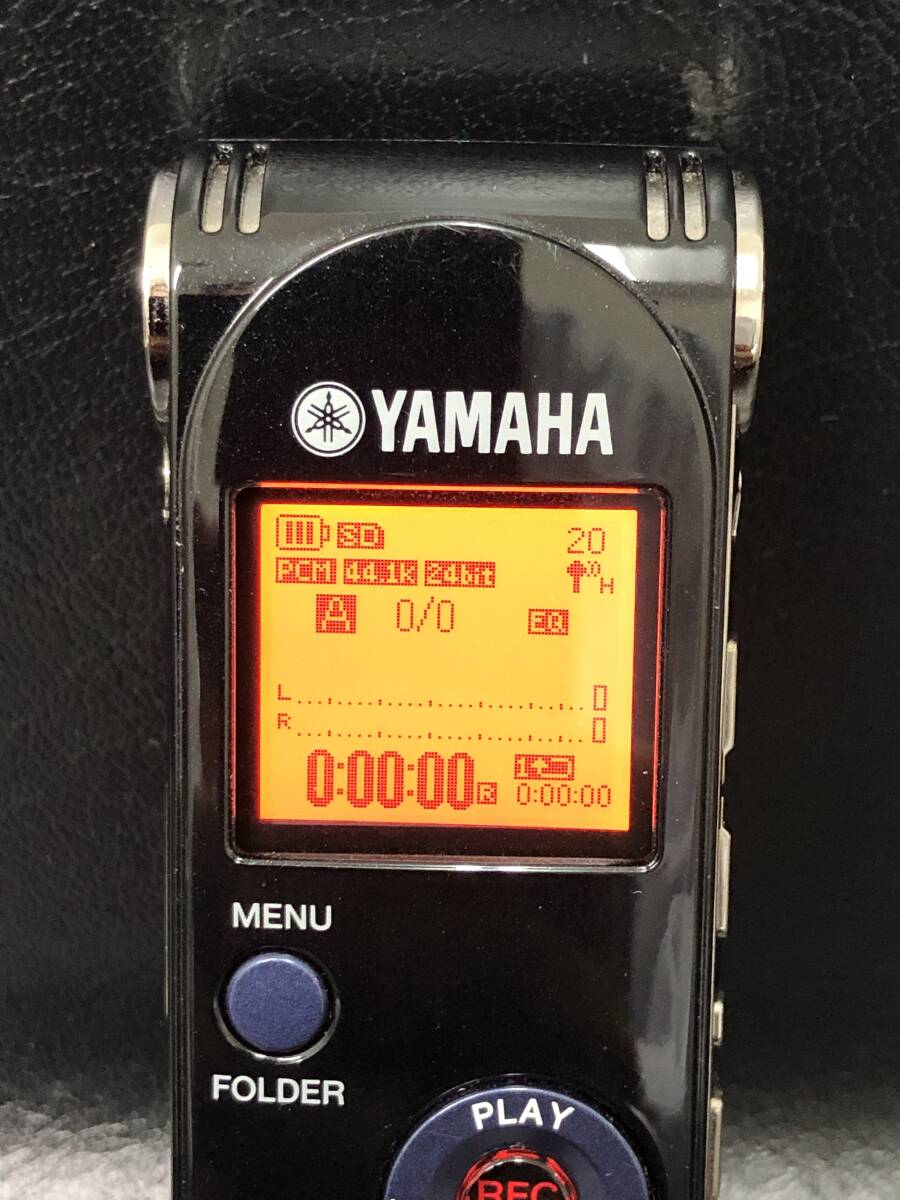 YAMAHA
SD 20
PCM 44.1K 24bit H
A 0/0 EQ
L 0
R 0
0:00:00 R 0:00:00
MENU
FOLDER
PLAY
REC